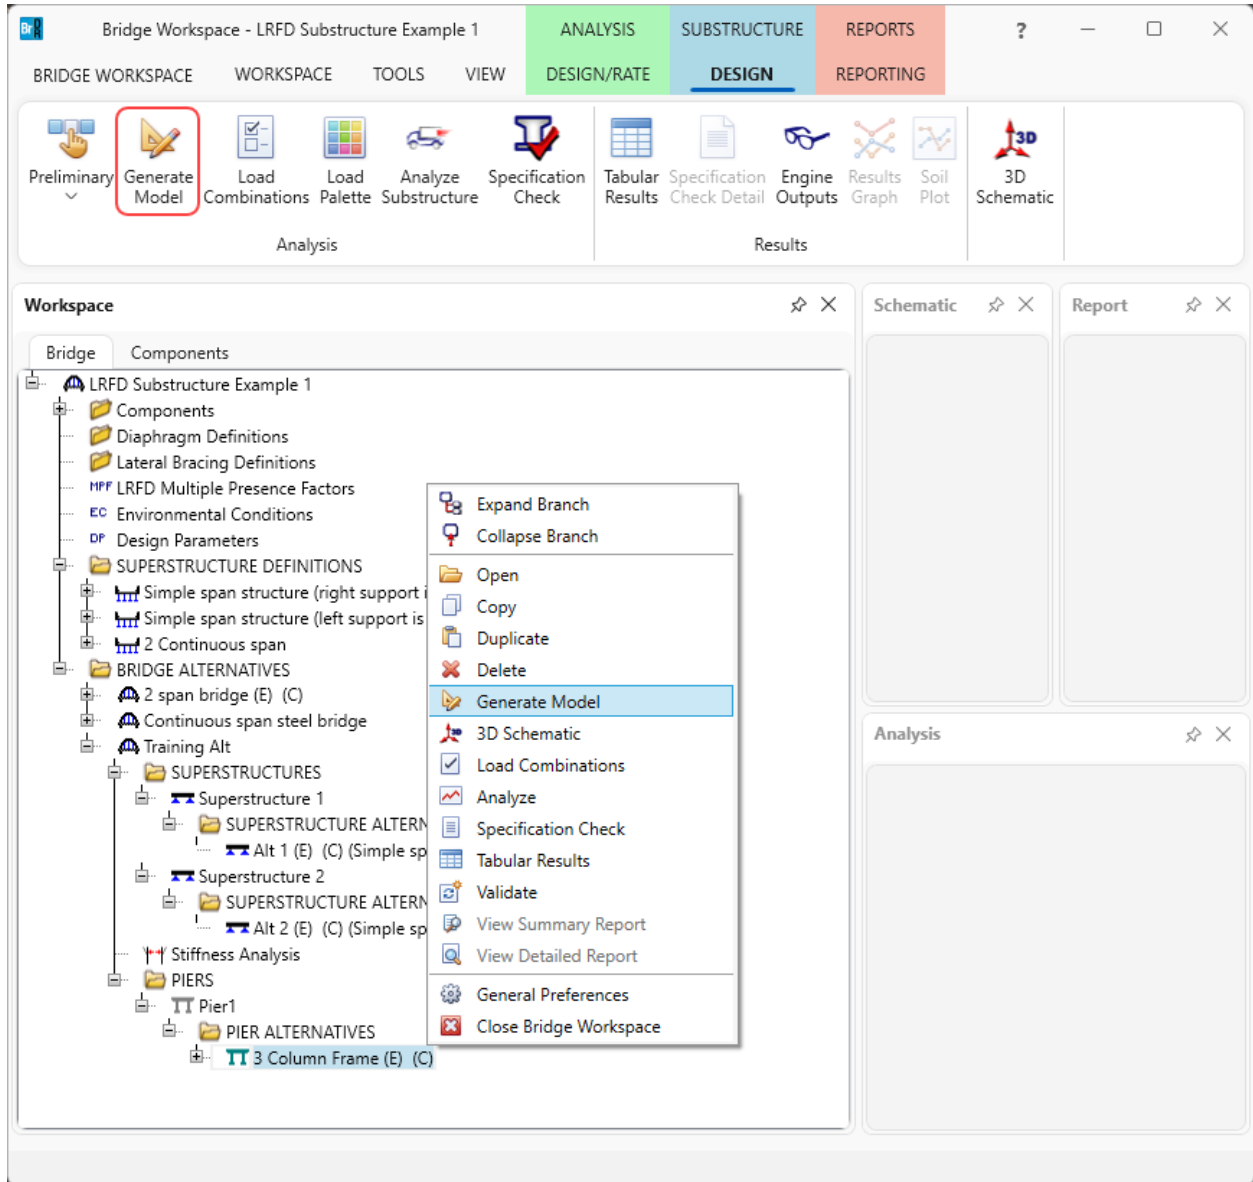 Br Bridge Workspace - LRFD Substructure Example 1 ANALYSIS SUBSTRUCTURE REPORTS ?
BRIDGE WORKSPACE WORKSPACE TOOLS VIEW DESIGN/RATE DESIGN REPORTING
Preliminary Generate Model Load Combinations Load Palette Analyze Substructure Specification Check Tabular Results Specification Check Detail Engine Outputs Results Graph Soil Plot 3D 3D Schematic
Analysis Results
Workspace
Bridge Components
LRFD Substructure Example 1
Components
Diaphragm Definitions
Lateral Bracing Definitions
MPF LRFD Multiple Presence Factors
EC Environmental Conditions
DP Design Parameters
SUPERSTRUCTURE DEFINITIONS
Simple span structure (right support i
Simple span structure (left support is
2 Continuous span
BRIDGE ALTERNATIVES
2 span bridge (E) (C)
Continuous span steel bridge
Training Alt
SUPERSTRUCTURES
Superstructure 1
SUPERSTRUCTURE ALTERN
Alt 1 (E) (C) (Simple sp
Superstructure 2
SUPERSTRUCTURE ALTERN
Alt 2 (E) (C) (Simple sp
Stiffness Analysis
PIERS
Pier1
PIER ALTERNATIVES
3 Column Frame (E) (C)
Expand Branch
Collapse Branch
Open
Copy
Duplicate
Delete
Generate Model
3D 3D Schematic
Load Combinations
Analyze
Specification Check
Tabular Results
Validate
View Summary Report
View Detailed Report
General Preferences
Close Bridge Workspace
Schematic
Report
Analysis